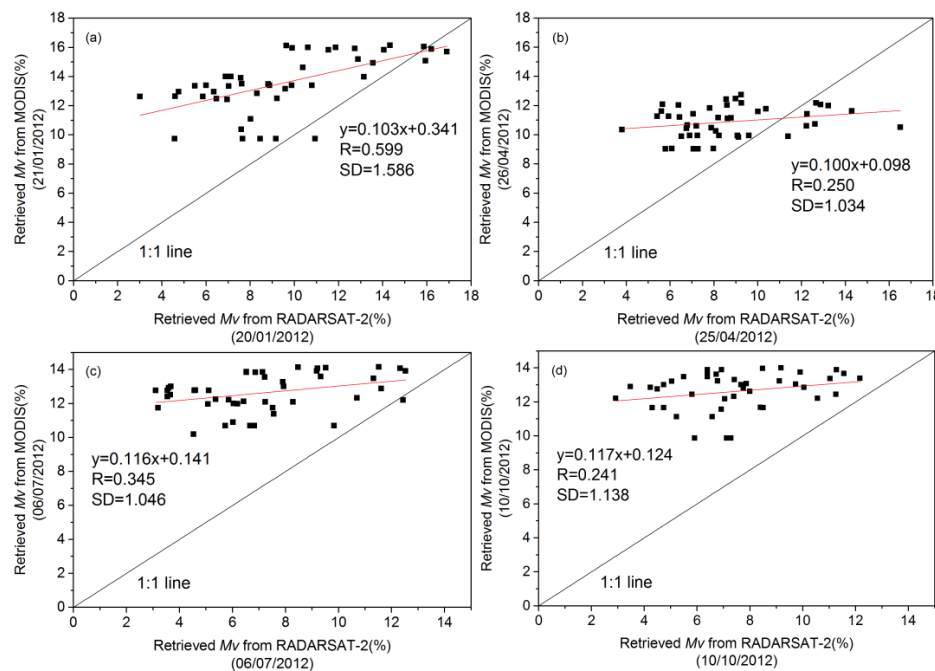 (a)
Retrieved Mv from MODIS(%)
(21/01/2012)
18
16
14
12
10
8
6
4
2
0
y=0.103x+0.341
R=0.599
SD=1.586
1:1 line
0 2 4 6 8 10 12 14 16 18
Retrieved Mv from RADARSAT-2(%)
(20/01/2012)
(b)
Retrieved Mv from MODIS(%)
(26/04/2012)
18
16
14
12
10
8
6
4
2
0
y=0.100x+0.098
R=0.250
SD=1.034
1:1 line
0 2 4 6 8 10 12 14 16 18
Retrieved Mv from RADARSAT-2(%)
(25/04/2012)
(c)
Retrieved Mv from MODIS(%)
(06/07/2012)
14
12
10
8
6
4
2
0
y=0.116x+0.141
R=0.345
SD=1.046
1:1 line
0 2 4 6 8 10 12 14
Retrieved Mv from RADARSAT-2(%)
(06/07/2012)
(d)
Retrieved Mv from MODIS(%)
(10/10/2012)
14
12
10
8
6
4
2
0
y=0.117x+0.124
R=0.241
SD=1.138
1:1 line
0 2 4 6 8 10 12 14
Retrieved Mv from RADARSAT-2(%)
(10/10/2012)